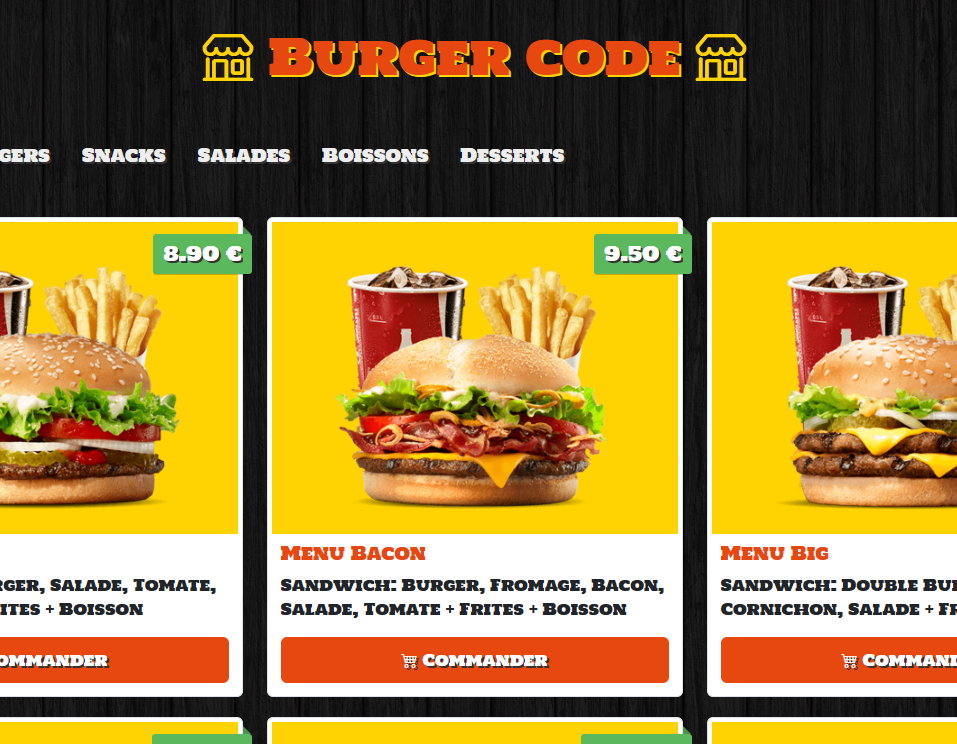 Burger code
gers Snacks Salades Boissons Desserts
8.90 €
9.50 €
Menu Bacon
Menu Big
rger, Salade, Tomate,
ites + Boisson
Sandwich: Burger, Fromage, Bacon,
Salade, Tomate + Frites + Boisson
Sandwich: Double Bu
Cornichon, Salade + Fr
ommander
Commander
Command